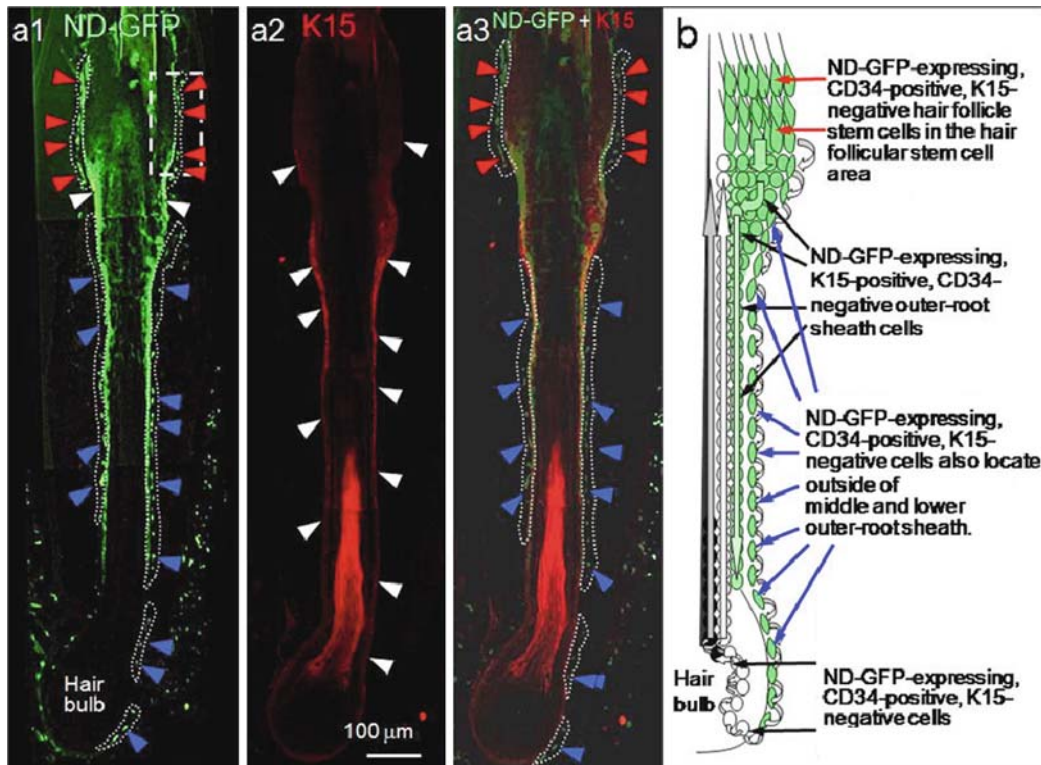 a1 ND-GFP
Hair
bulb
a2 K15
100 µm
a3 ND-GFP + K15
b
ND-GFP-expressing,
CD34-positive, K15-
negative hair follicle
stem cells in the hair
follicular stem cell
area
ND-GFP-expressing,
K15-positive, CD34-
negative outer-root
sheath cells
ND-GFP-expressing,
CD34-positive, K15-
negative cells also locate
outside of
middle and lower
outer-root sheath.
Hair
bulb
ND-GFP-expressing,
CD34-positive, K15-
negative cells